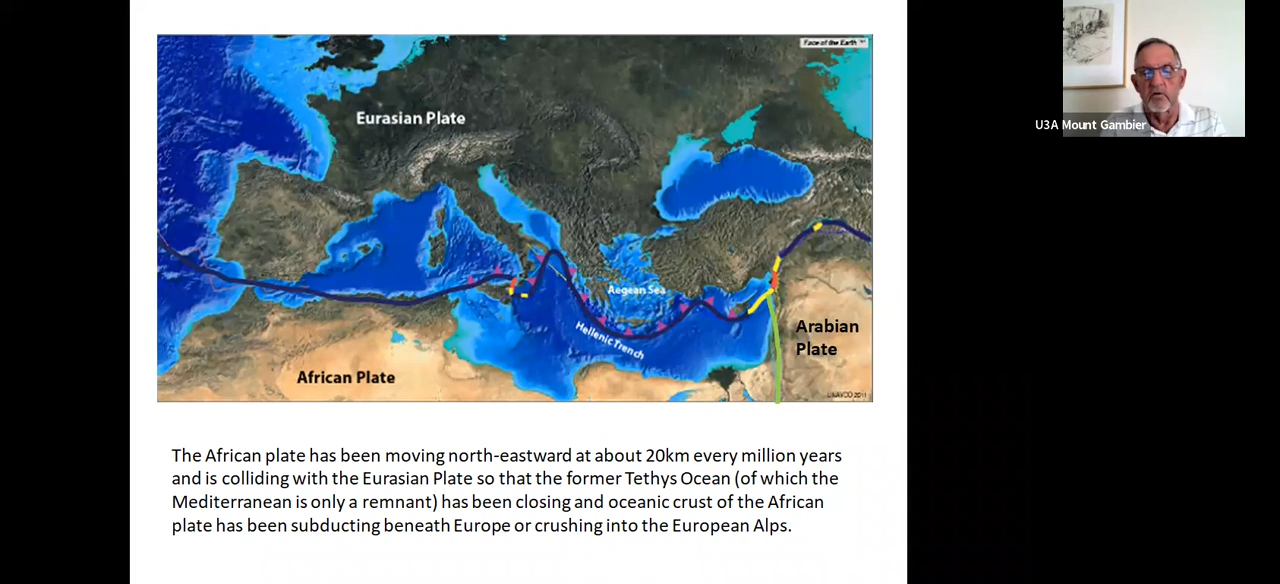 Face of the Earth™
Eurasian Plate
U3A Mount Gambier
Aegean Sea
Hellenic Trench
Arabian
Plate
African Plate
UNAVCO 2011
The African plate has been moving north-eastward at about 20km every million years
and is colliding with the Eurasian Plate so that the former Tethys Ocean (of which the
Mediterranean is only a remnant) has been closing and oceanic crust of the African
plate has been subducting beneath Europe or crushing into the European Alps.